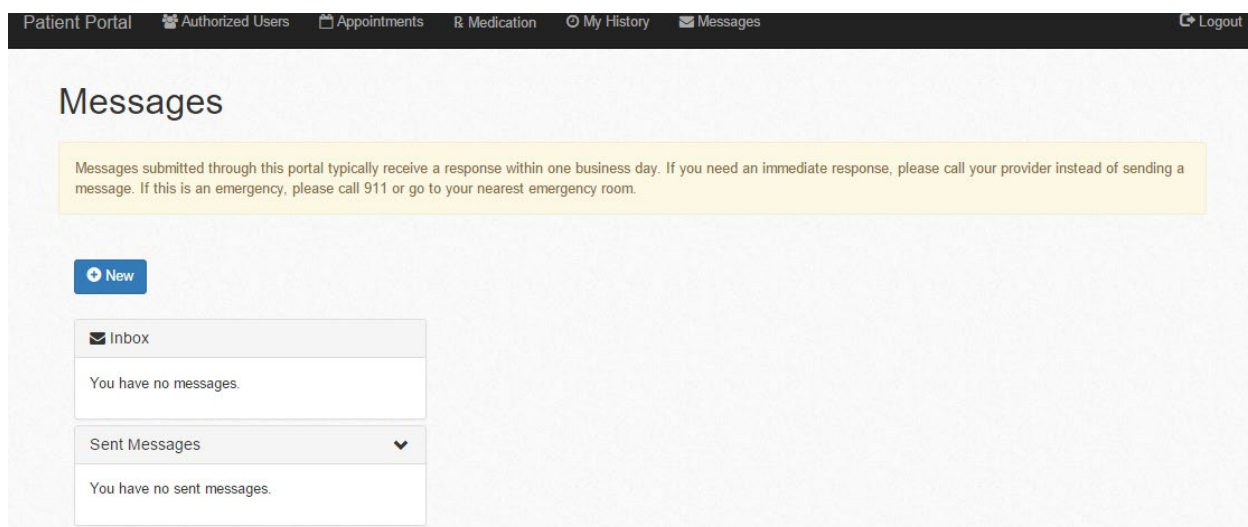 Patient Portal Authorized Users Appointments Medication My History Messages Logout
Messages
Messages submitted through this portal typically receive a response within one business day. If you need an immediate response, please call your provider instead of sending a
message. If this is an emergency, please call 911 or go to your nearest emergency room.
New
Inbox
You have no messages.
Sent Messages
You have no sent messages.